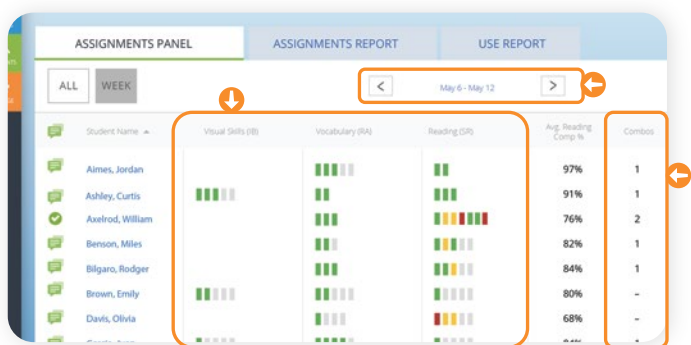 ASSIGNMENTS PANEL ASSIGNMENTS REPORT USE REPORT
ALL WEEK < May 6 - May 12 >
Student Name Visual Skills (IB) Vocabulary (RA) Reading (SR) Avg. Reading Comp % Combos
Aimes, Jordan 97% 1
Ashley, Curtis 91% 1
Axelrod, William 76% 2
Benson, Miles 82% 1
Bilgaro, Rodger 84% 1
Brown, Emily 80% -
Davis, Olivia 68% -